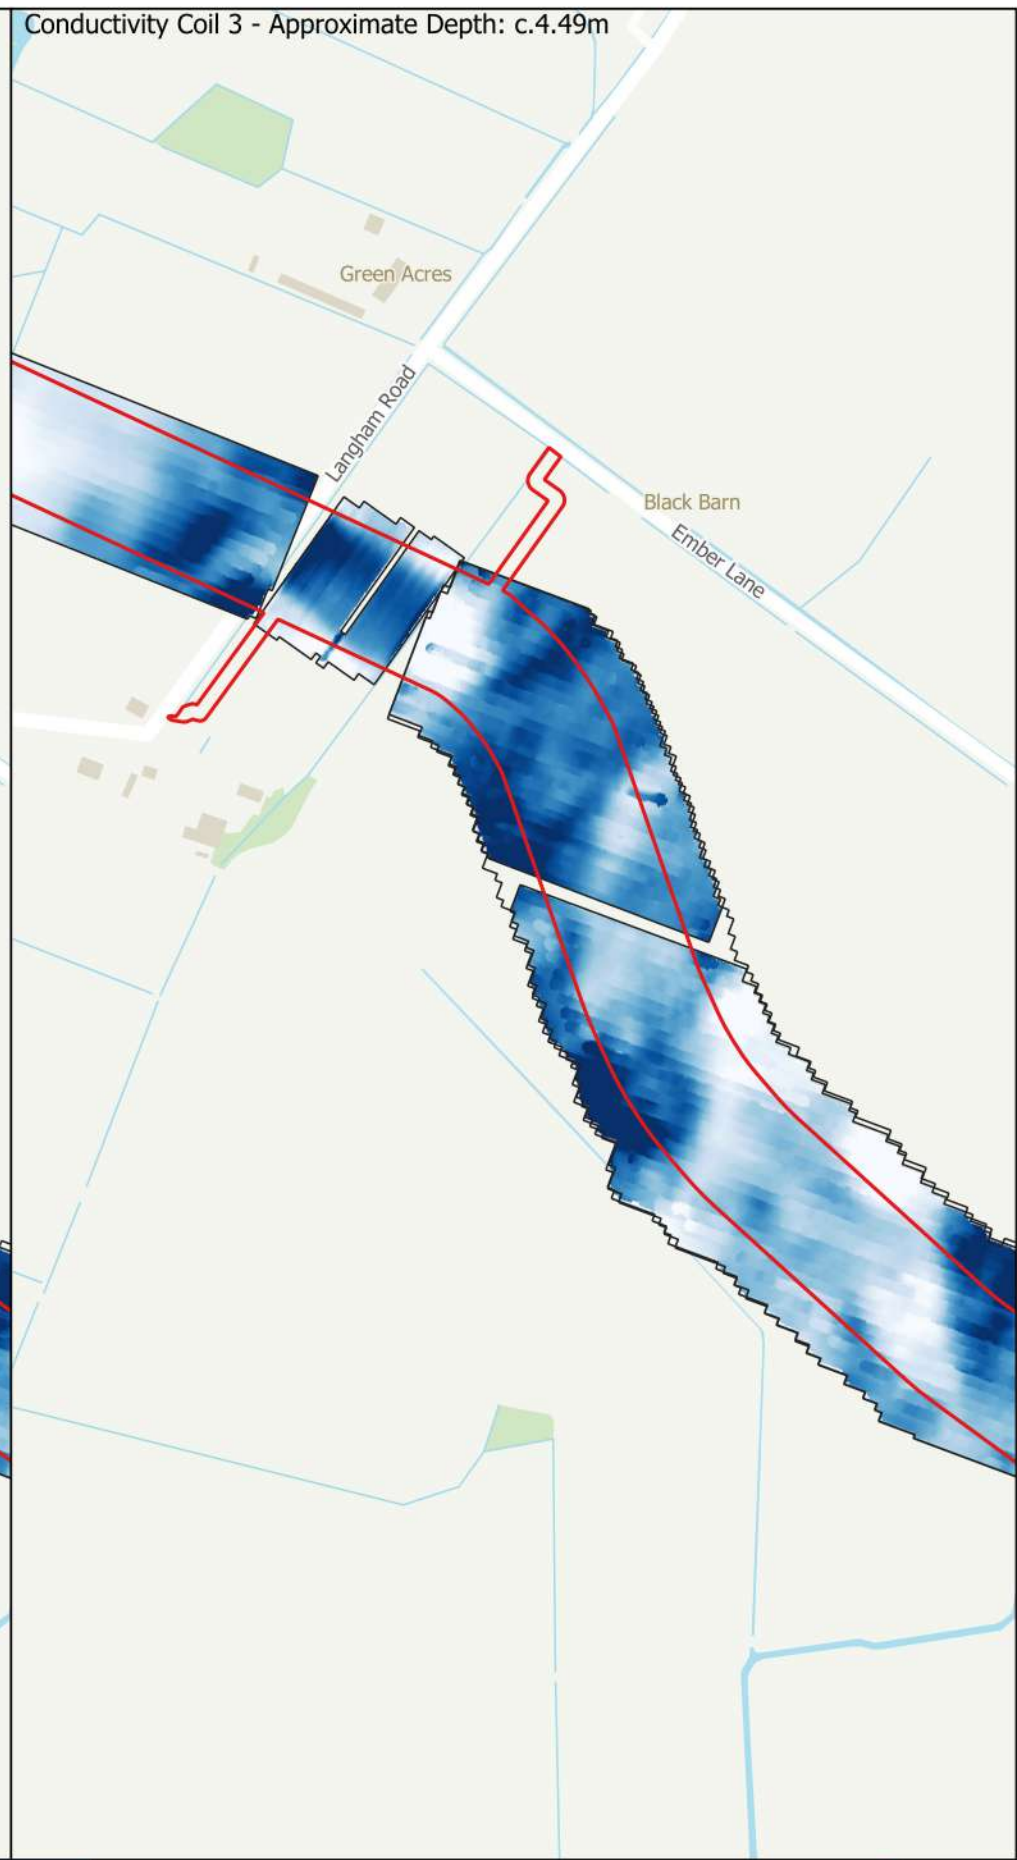 Conductivity Coil 3 - Approximate Depth: c.4.49m
Green Acres
Langham Road
Black Barn
Ember Lane